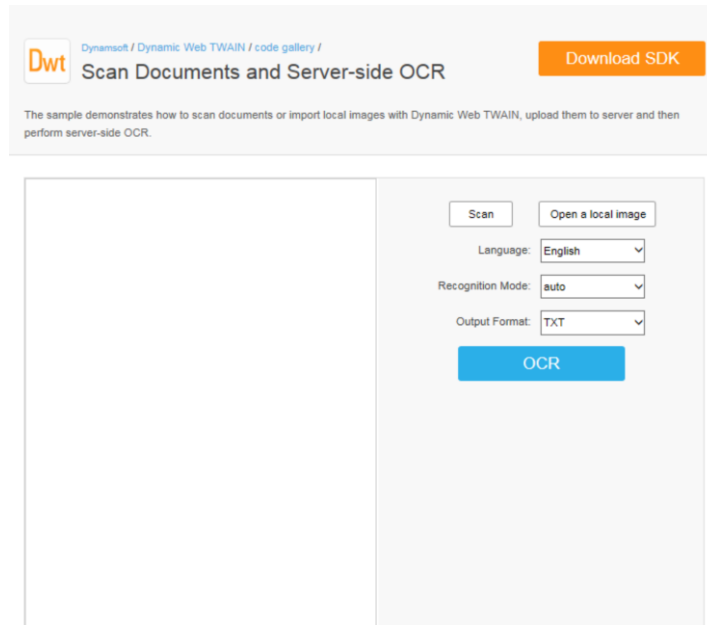 Dwt
Dynamsoft / Dynamic Web TWAIN / code gallery /
Scan Documents and Server-side OCR
Download SDK
The sample demonstrates how to scan documents or import local images with Dynamic Web TWAIN, upload them to server and then
perform server-side OCR.
Scan
Open a local image
Language: English
Recognition Mode: auto
Output Format: TXT
OCR